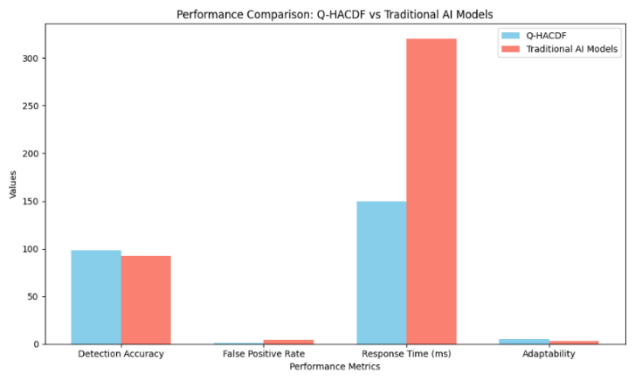 Performance Comparison: Q-HACDF vs Traditional AI Models
Q-HACDF
Traditional AI Models
Values
300
250
200
150
100
50
0
Detection Accuracy
False Positive Rate
Response Time (ms)
Adaptability
Performance Metrics